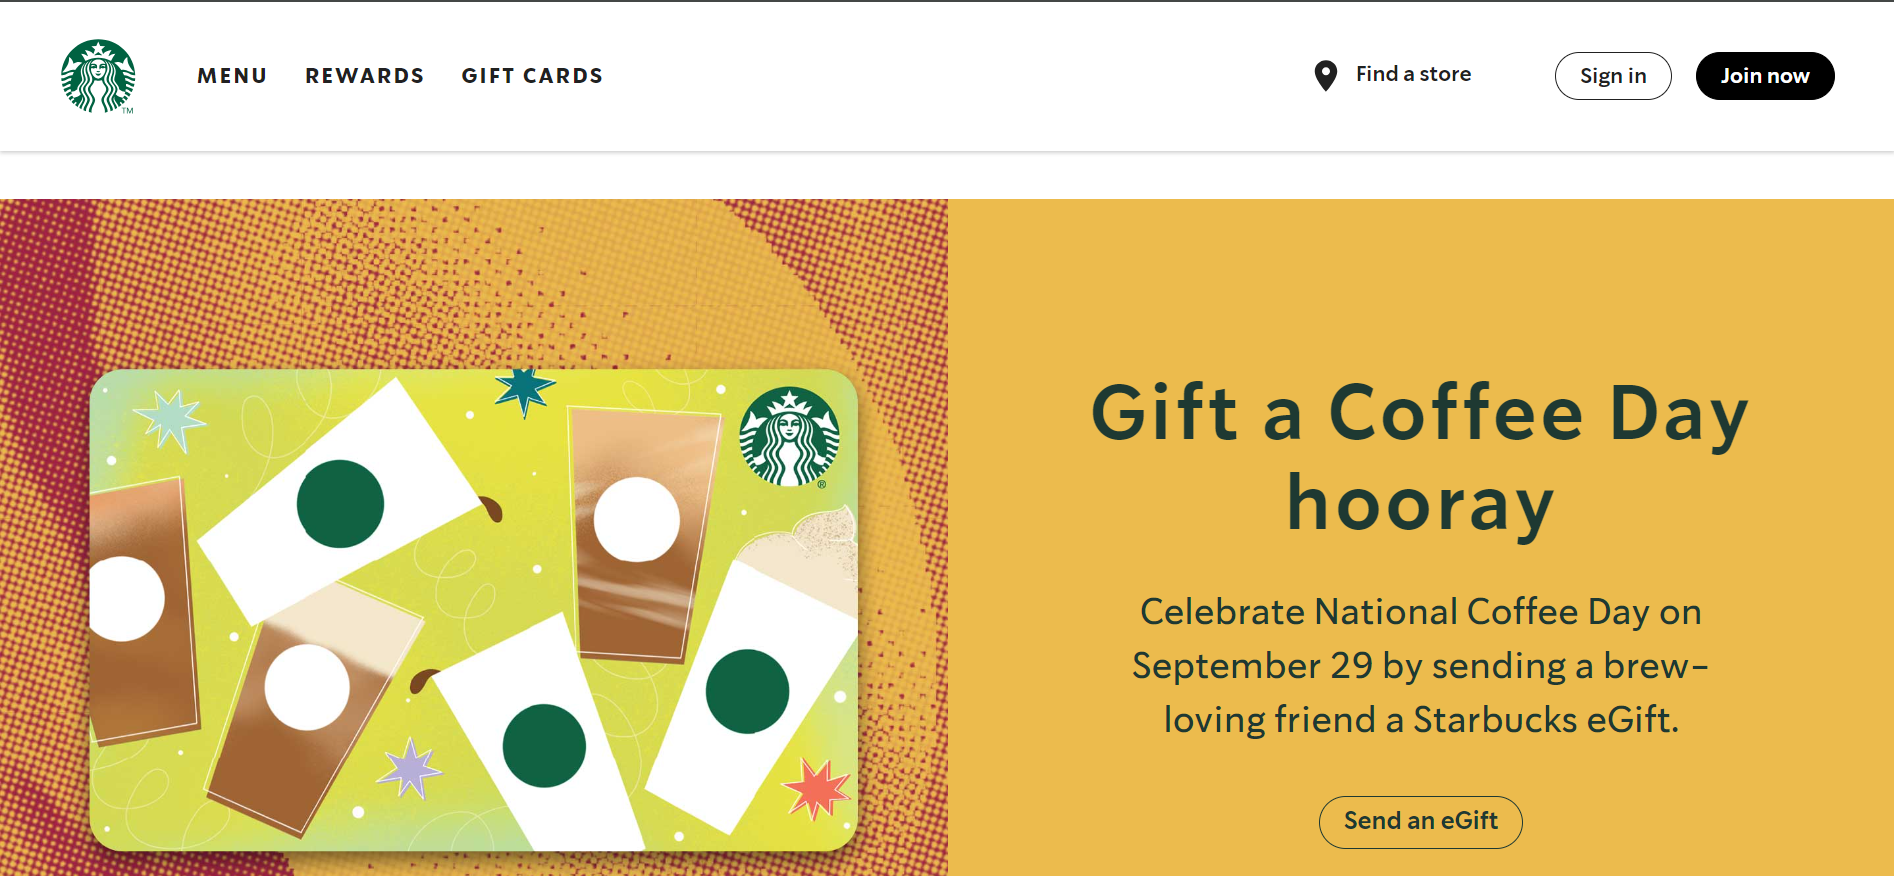 MENU REWARDS GIFT CARDS Find a store Sign in Join now
TM
®
Gift a Coffee Day
hooray
Celebrate National Coffee Day on
September 29 by sending a brew-
loving friend a Starbucks eGift.
Send an eGift